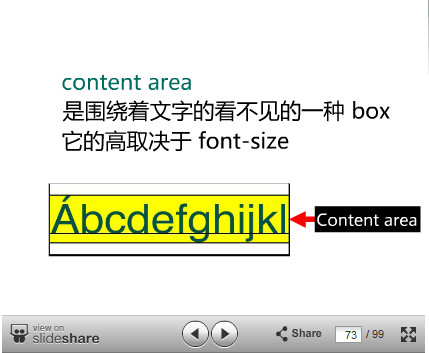 content area
是围绕着文字的看不见的一种 box
它的高取决于 font-size
Ábcdefghijkl
Content area
view on
slideshare
Share
73 / 99